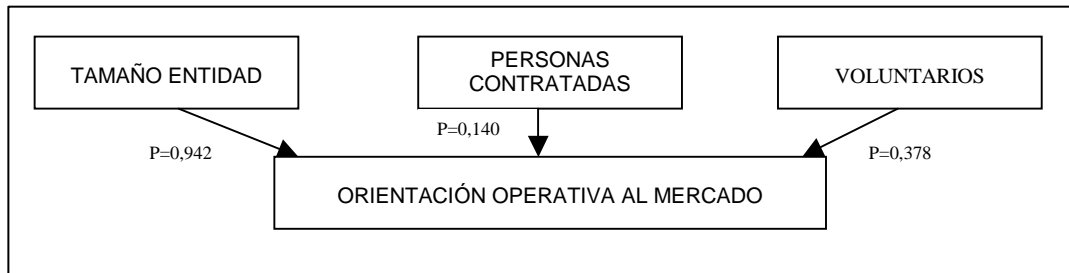 TAMAÑO ENTIDAD
PERSONAS
CONTRATADAS
VOLUNTARIOS
P=0,942
P=0,140
P=0,378
ORIENTACIÓN OPERATIVA AL MERCADO